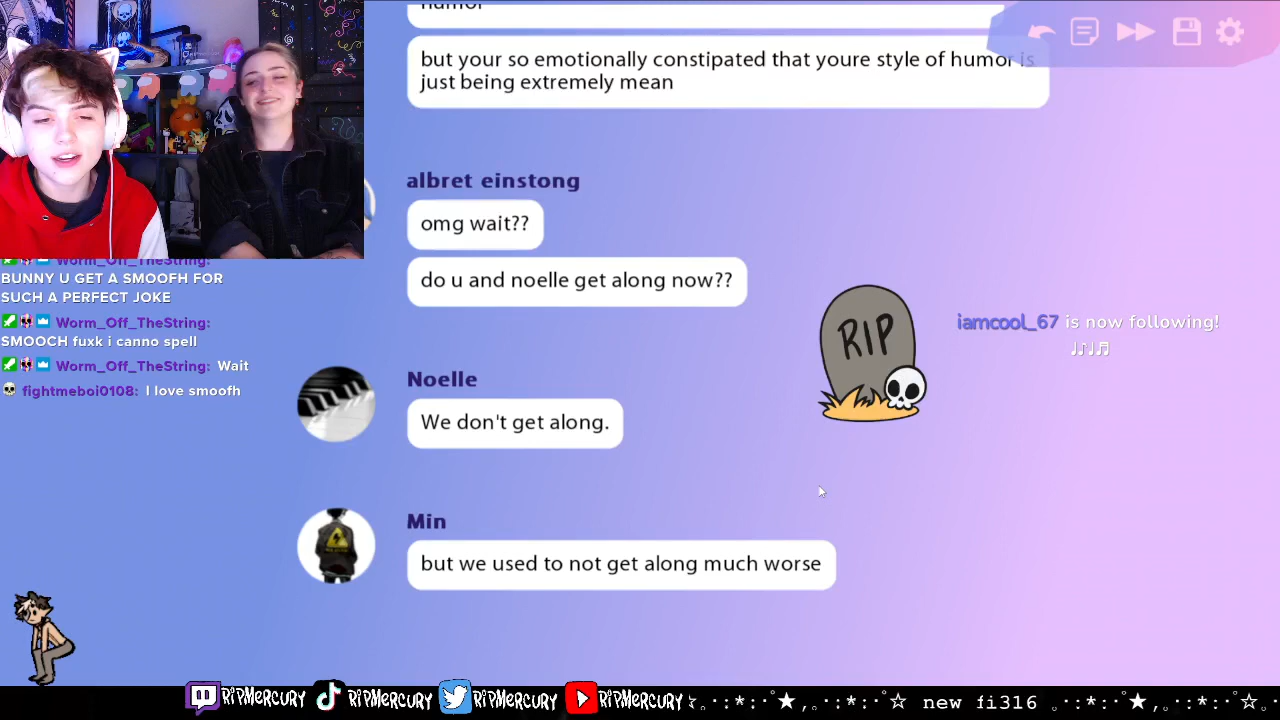 humor
but your so emotionally constipated that youre style of humor is
just being extremely mean
albret einstong
omg wait??
do u and noelle get along now??
Noelle
We don't get along.
Min
but we used to not get along much worse
Worm_Off_TheString:
BUNNY U GET A SMOOFH FOR
SUCH A PERFECT JOKE
Worm_Off_TheString:
SMOOCH fuxk i canno spell
Worm_Off_TheString: Wait
fightmeboi0108: I love smoofh
RIP
iamcool_67 is now following!
♩♪♩♬
RIPMERCURY RIPMERCURY RIPMERCURY RIPMERCURY ☆｡･:*:･ﾟ★,｡･:*:･ﾟ☆ new fi316 ｡･:*:･ﾟ★,｡･:*:･ﾟ☆